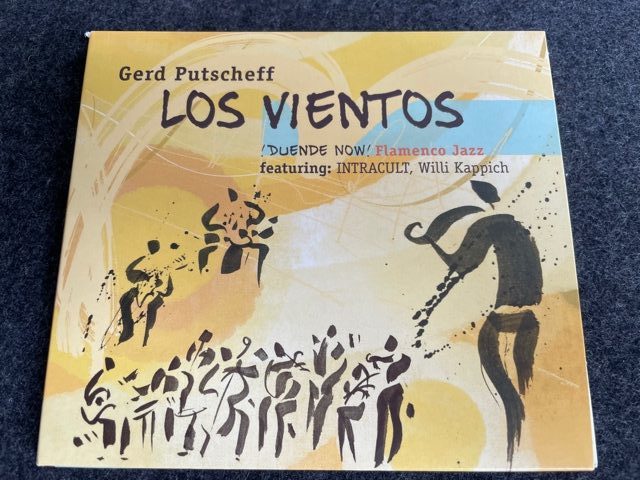 Gerd Putscheff
LOS VIENTOS
!DUENDE NOW! Flamenco Jazz
featuring: INTRACULT, Willi Kappich